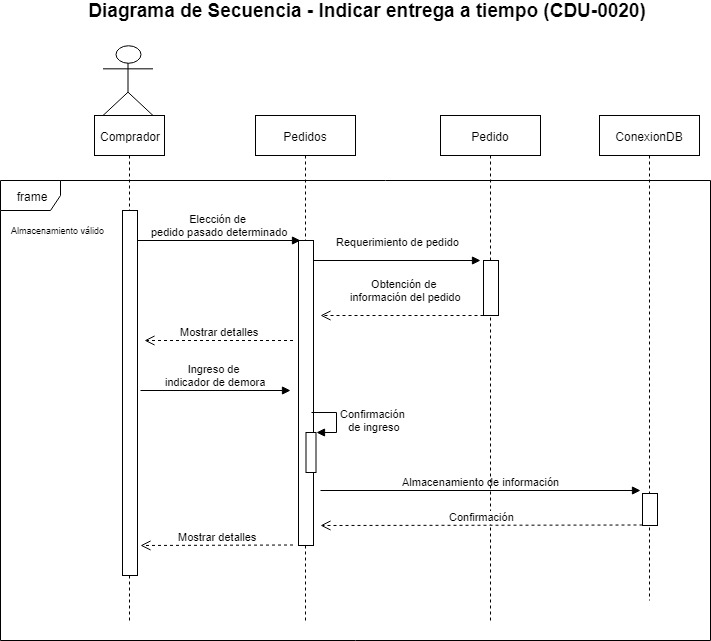 Diagrama de Secuencia - Indicar entrega a tiempo (CDU-0020)
Comprador
Pedidos
Pedido
ConexionDB
frame
Almacenamiento válido
Elección de
pedido pasado determinado
Requerimiento de pedido
Obtención de
información del pedido
Mostrar detalles
Ingreso de
indicador de demora
Confirmación
de ingreso
Almacenamiento de información
Confirmación
Mostrar detalles